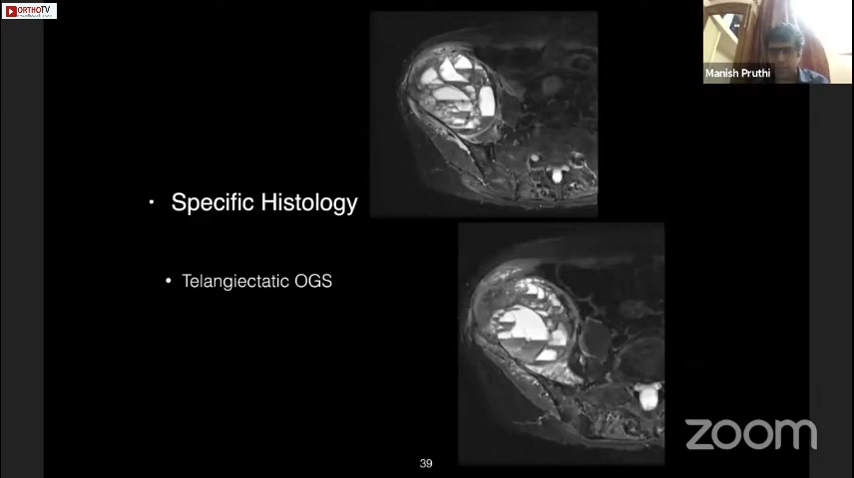 ORTHOTV
Manish Pruthi
• Specific Histology
• Telangiectatic OGS
39
zoom